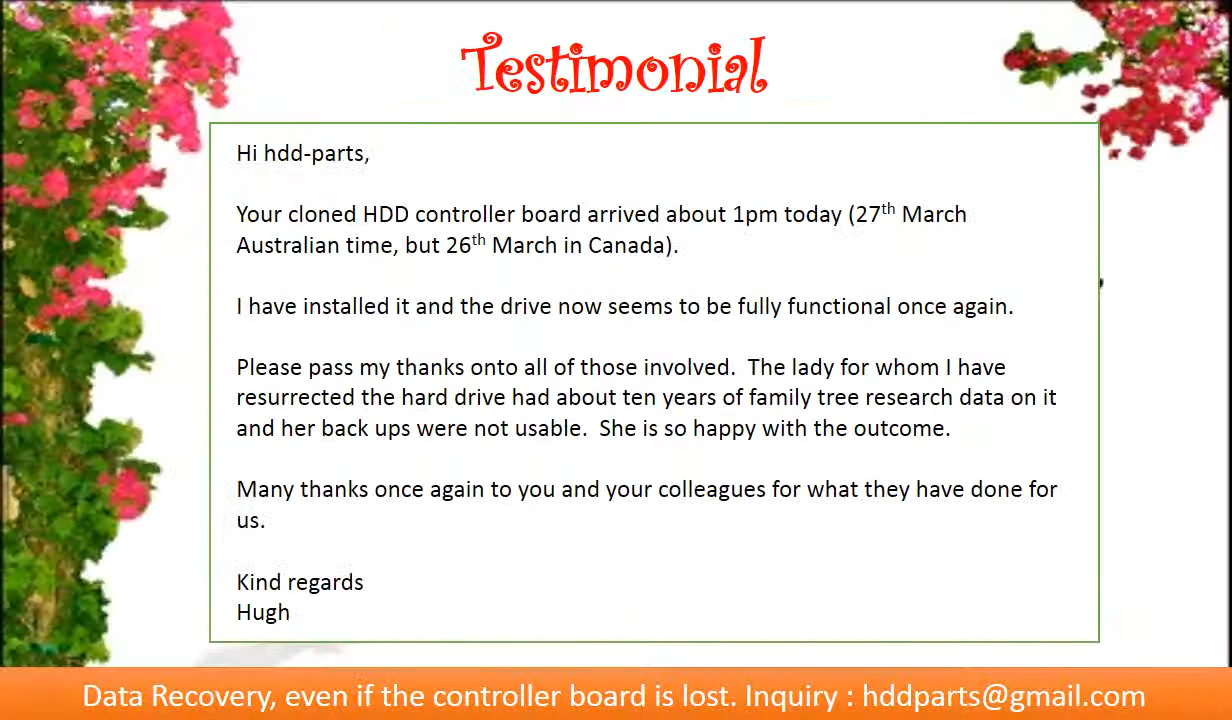 Testimonial
Hi hdd-parts,
Your cloned HDD controller board arrived about 1pm today (27th March
Australian time, but 26th March in Canada).
I have installed it and the drive now seems to be fully functional once again.
Please pass my thanks onto all of those involved.  The lady for whom I have
resurrected the hard drive had about ten years of family tree research data on it
and her back ups were not usable.  She is so happy with the outcome.
Many thanks once again to you and your colleagues for what they have done for
us.
Kind regards
Hugh
Data Recovery, even if the controller board is lost. Inquiry : hddparts@gmail.com